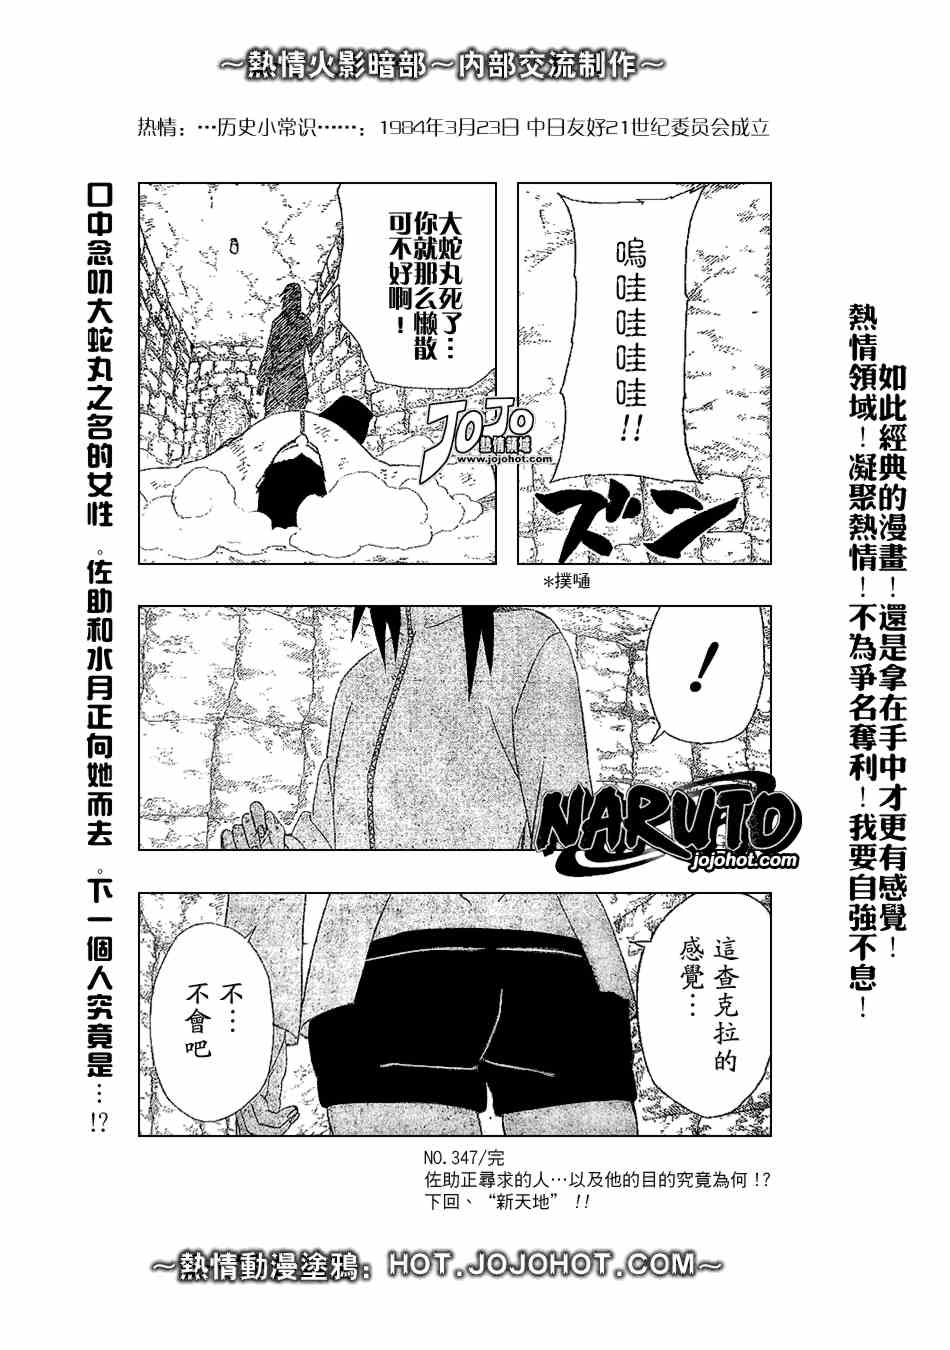 ～熱情火影暗部～内部交流制作～
热情：…历史小常识……：1984年3月23日 中日友好21世纪委员会成立
如此經典的漫畫！還是拿在手中才更有感覺！
熱情領域！凝聚熱情！不為爭名奪利！我要自強不息！
嗚哇哇哇哇!!
ズン
*撲嗵
大蛇丸死了…
你就那么懒散
可不好啊！
JOJO
熱情領域
www.jojohot.com
！
NARUTO
jojohot.com
這查克拉的
感覺…
不…
不會吧
口中念叨大蛇丸之名的女性。佐助和水月正向她而去。下一個人究竟是…!?
NO.347/完
佐助正尋求的人…以及他的目的究竟為何!?
下回、“新天地”!!
～熱情動漫塗鴉：HOT.JOJOHOT.COM～